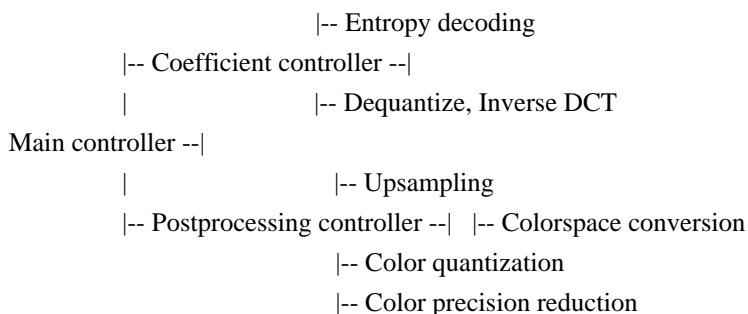 |-- Entropy decoding
|-- Coefficient controller --|
| |-- Dequantize, Inverse DCT
Main controller --|
| |-- Upsampling
|-- Postprocessing controller --| |-- Colorspace conversion
|-- Color quantization
|-- Color precision reduction